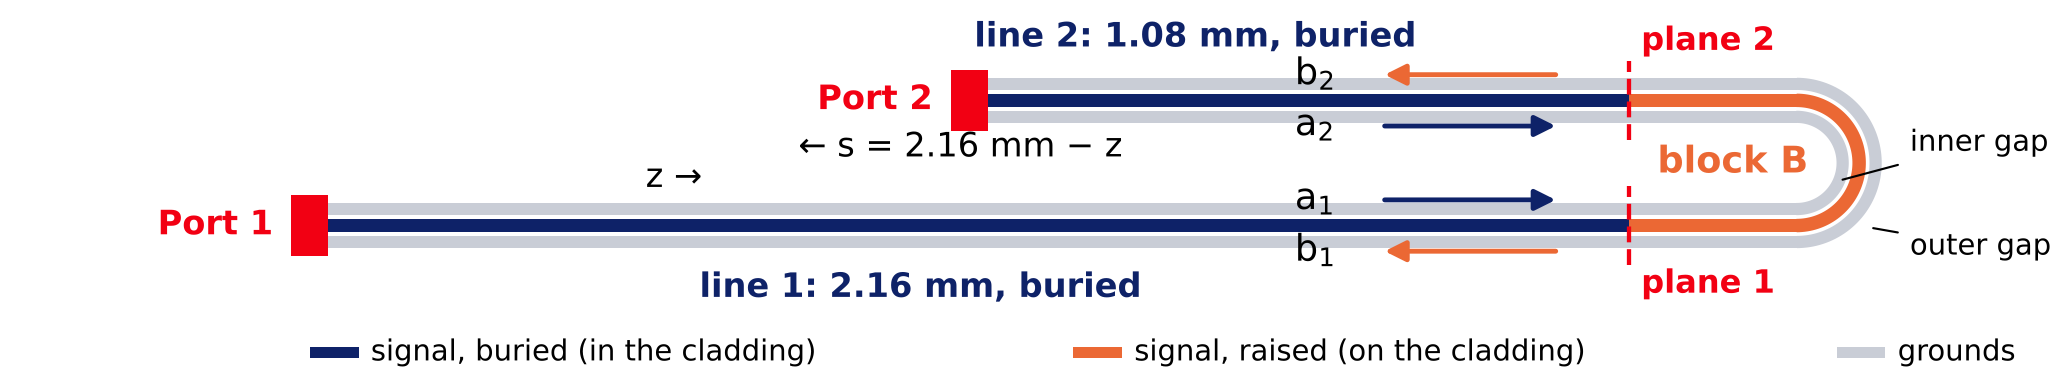 line 2: 1.08 mm, buried
plane 2
b2
Port 2
a2
← s = 2.16 mm − z
inner gap
block B
z →
a1
Port 1
b1
outer gap
line 1: 2.16 mm, buried
plane 1
signal, buried (in the cladding)
signal, raised (on the cladding)
grounds